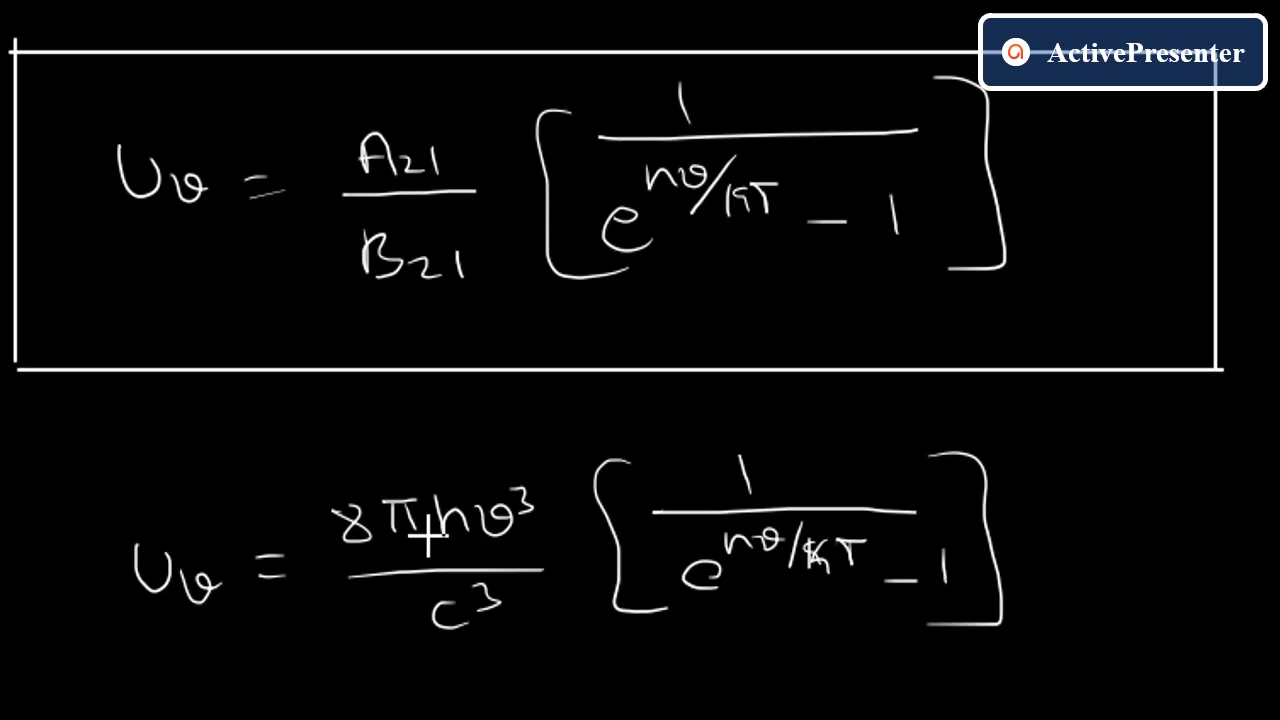 ActivePresenter
Uν = A21/B21 [1/(e^(hν/kT) − 1)]
Uν = 8πhν³/c³ [1/(e^(hν/kT) − 1)]